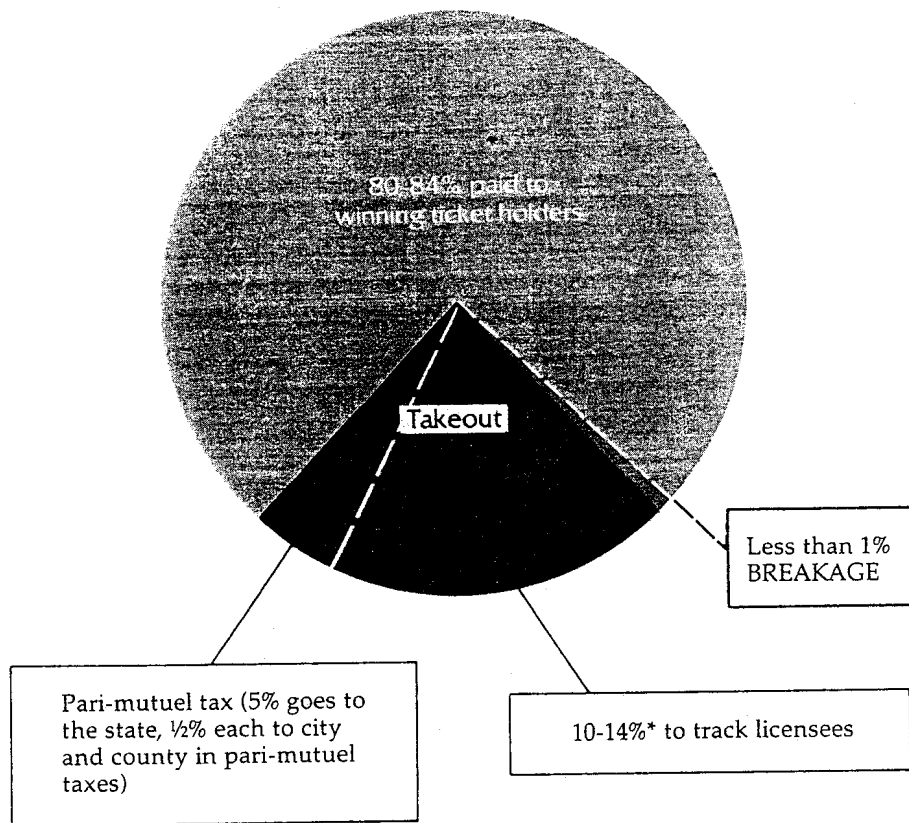 80-84% paid to
winning ticket holders
Takeout
Less than 1%
BREAKAGE
Pari-mutuel tax (5% goes to
the state, ½% each to city
and county in pari-mutuel
taxes)
10-14%* to track licensees